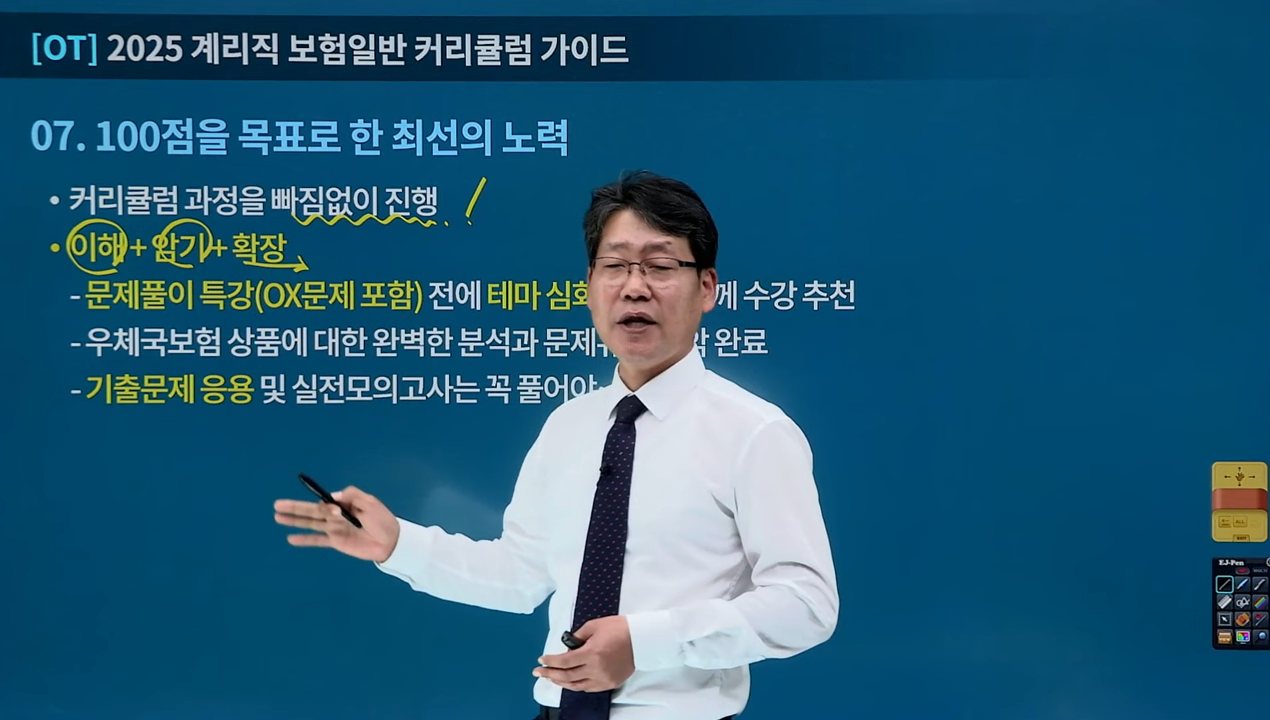 [OT] 2025 계리직 보험일반 커리큘럼 가이드
07. 100점을 목표로 한 최선의 노력
• 커리큘럼 과정을 빠짐없이 진행 !
• 이해 + 암기 + 확장
- 문제풀이 특강(OX문제 포함) 전에 테마 심화 수강 추천
- 우체국보험 상품에 대한 완벽한 분석과 완료
- 기출문제 응용 및 실전모의고사는 꼭 풀어야
EJ-Pen